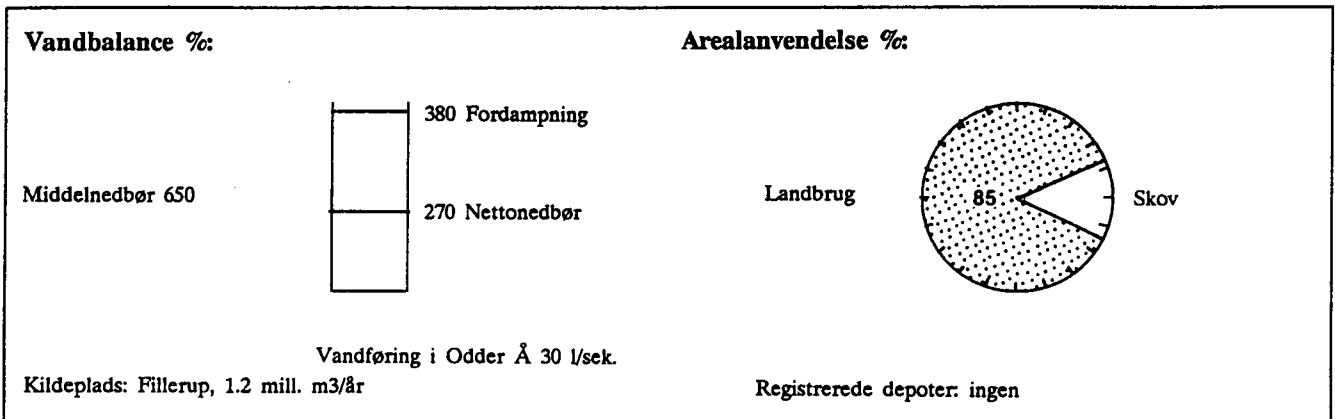 Vandbalance %:
Arealanvendelse %:
380 Fordampning
Middelnedbør 650
270 Nettonedbør
Landbrug
85
Skov
Vandføring i Odder Å 30 l/sek.
Kildeplads: Fillerup, 1.2 mill. m3/år
Registrerede depoter: ingen